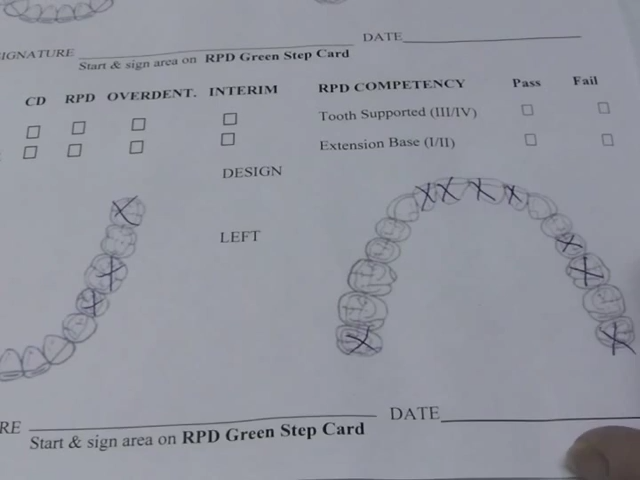 SIGNATURE DATE
Start & sign area on RPD Green Step Card
CD RPD OVERDENT. INTERIM
RPD COMPETENCY Pass Fail
Tooth Supported (III/IV)
Extension Base (I/II)
DESIGN
LEFT
RE DATE
Start & sign area on RPD Green Step Card